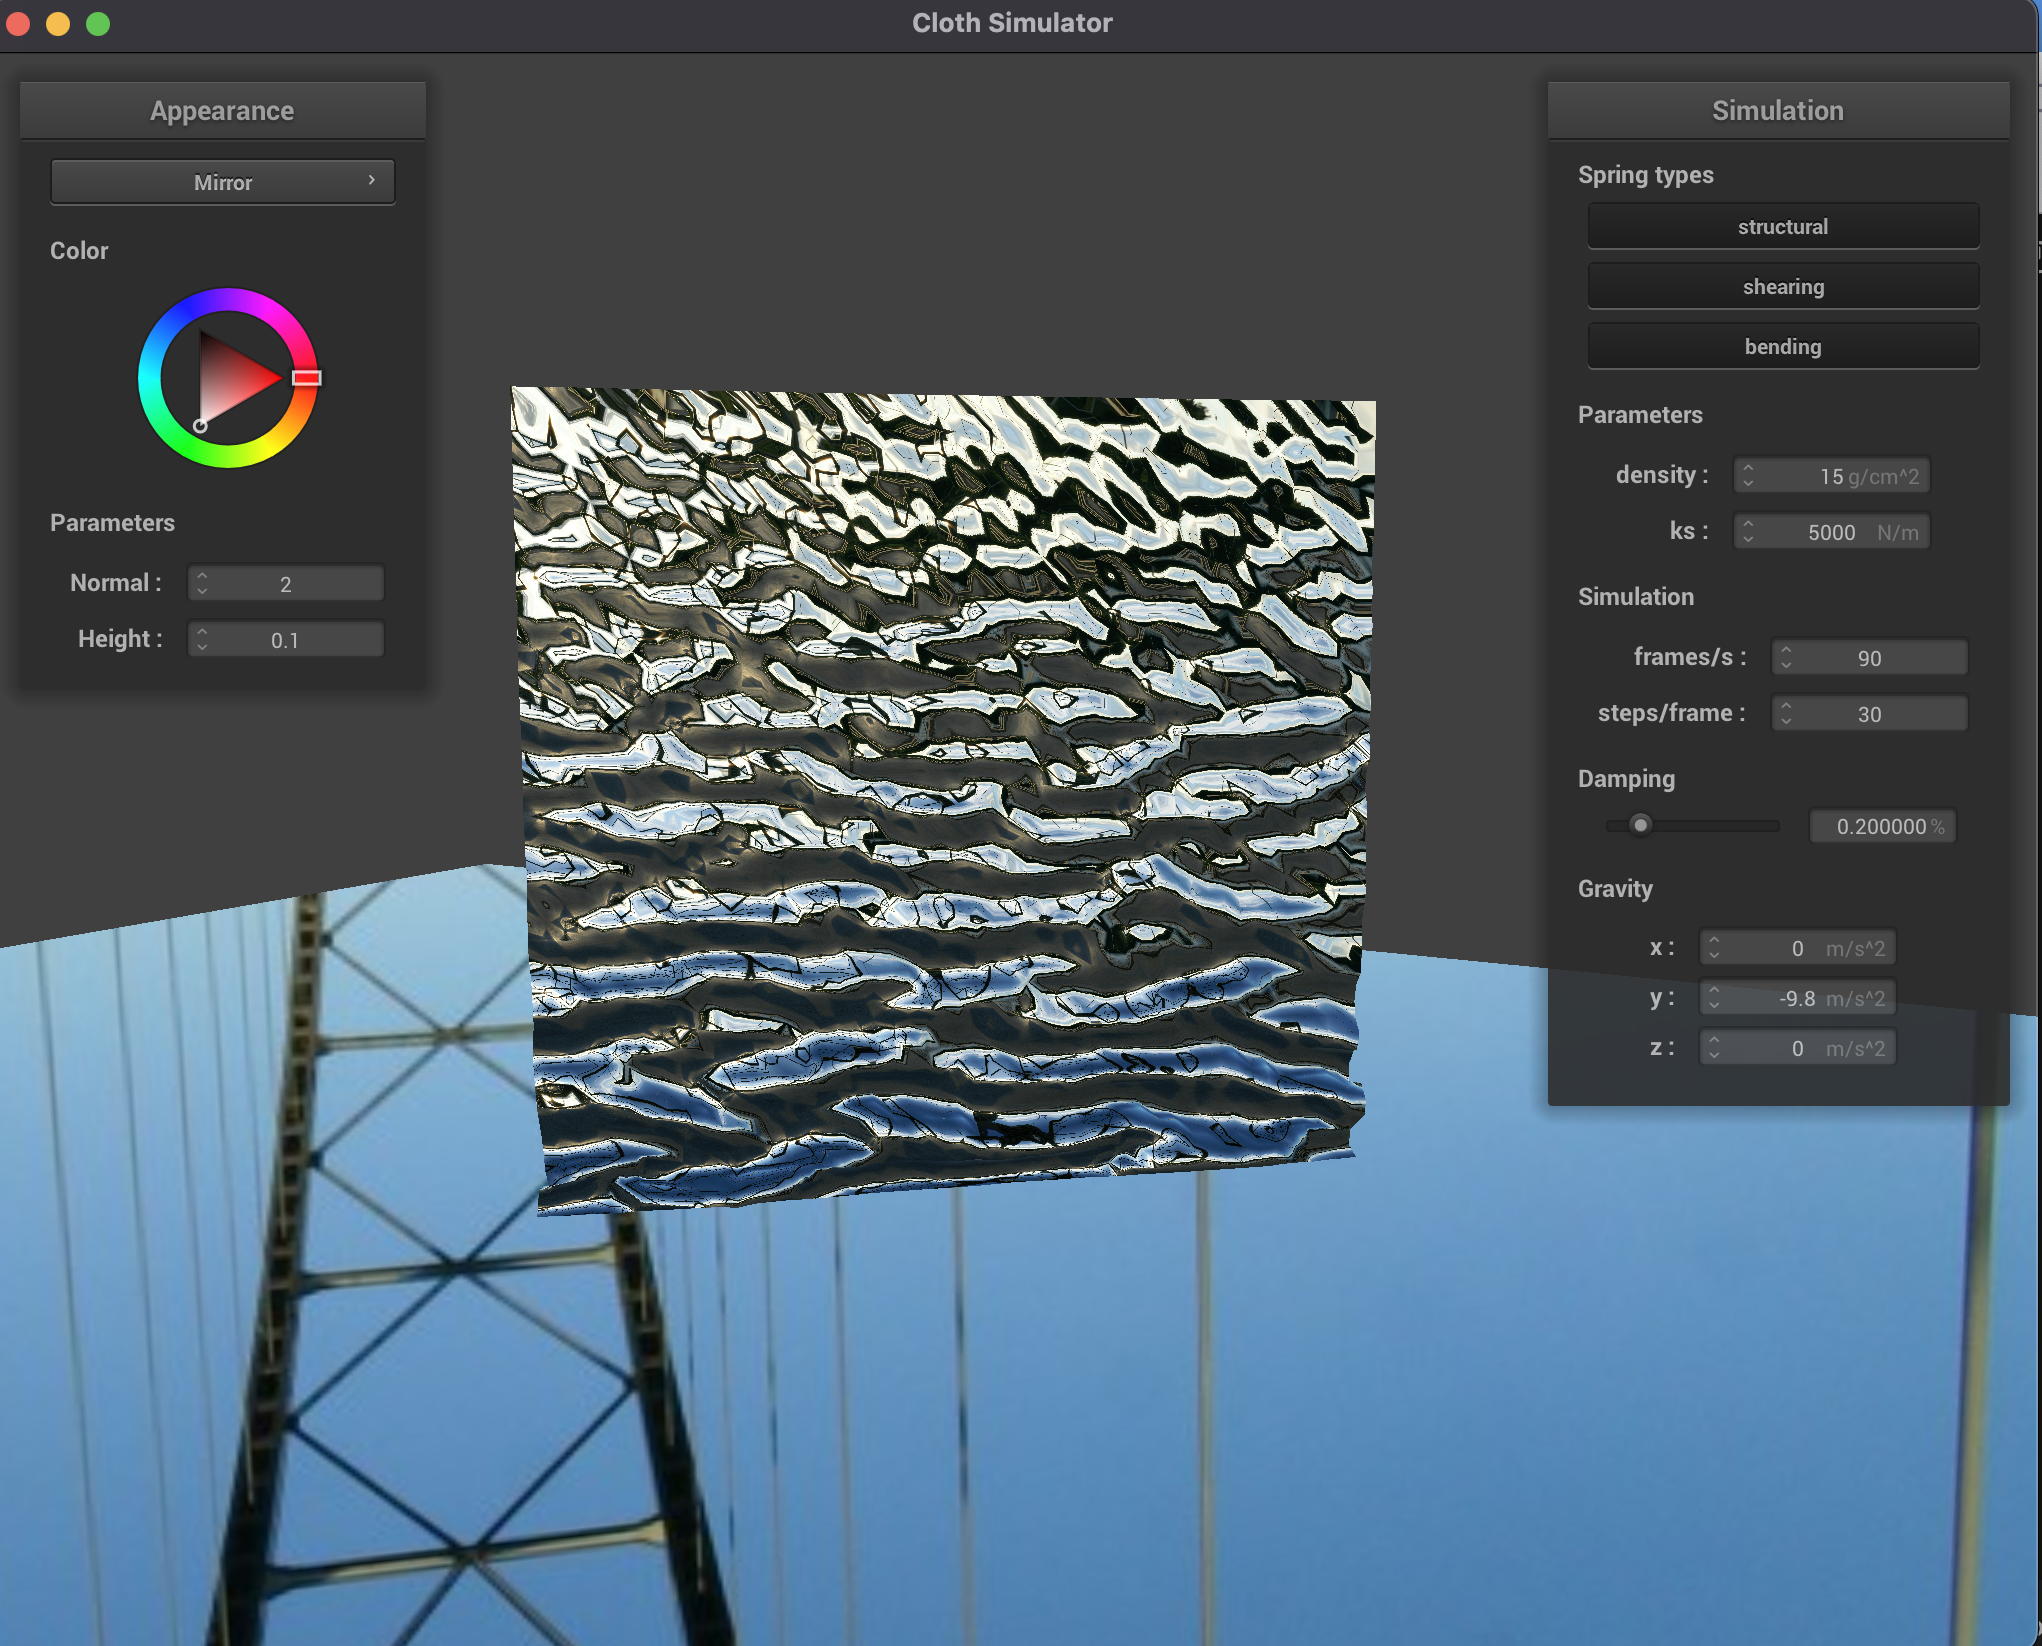 Cloth Simulator
Appearance
Mirror
Color
Parameters
Normal : 2
Height : 0.1
Simulation
Spring types
structural
shearing
bending
Parameters
density : 15 g/cm^2
ks : 5000 N/m
Simulation
frames/s : 90
steps/frame : 30
Damping
0.200000 %
Gravity
x : 0 m/s^2
y : -9.8 m/s^2
z : 0 m/s^2